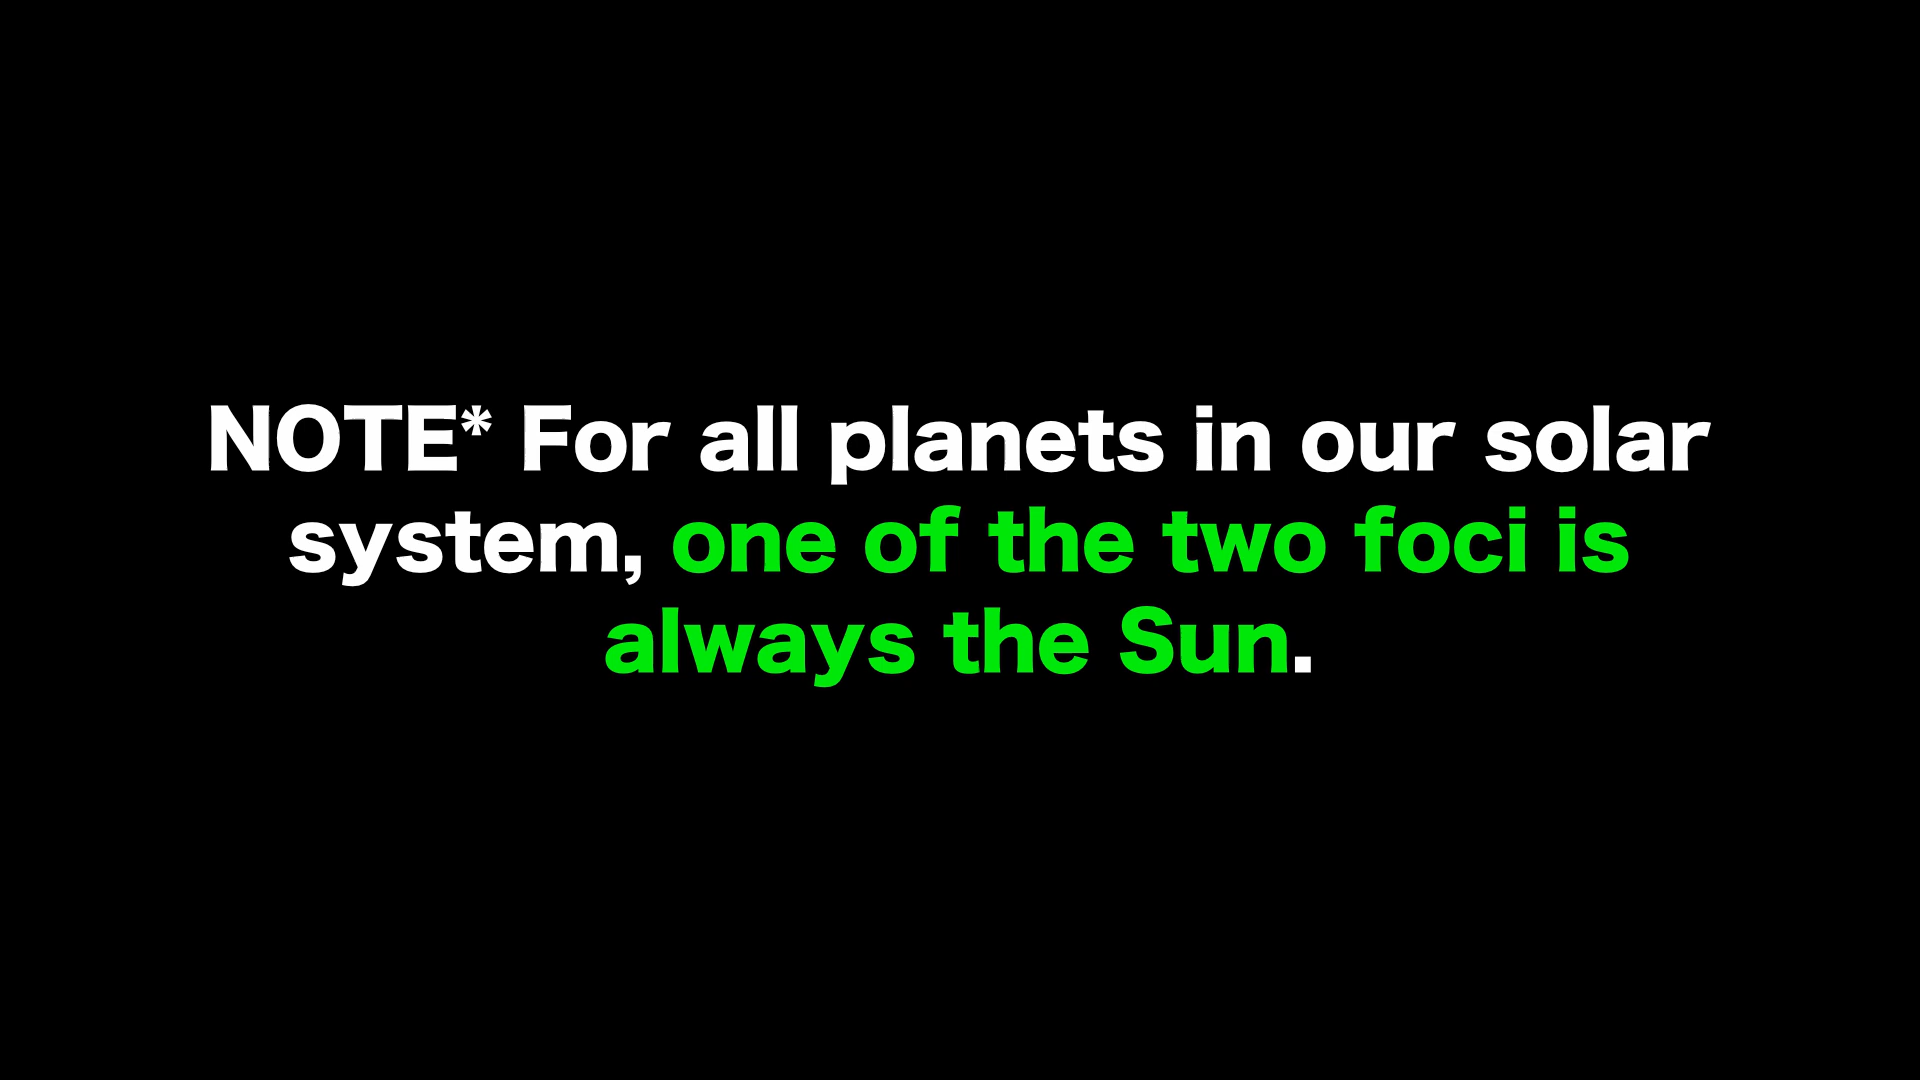 NOTE* For all planets in our solar
system, one of the two foci is
always the Sun.